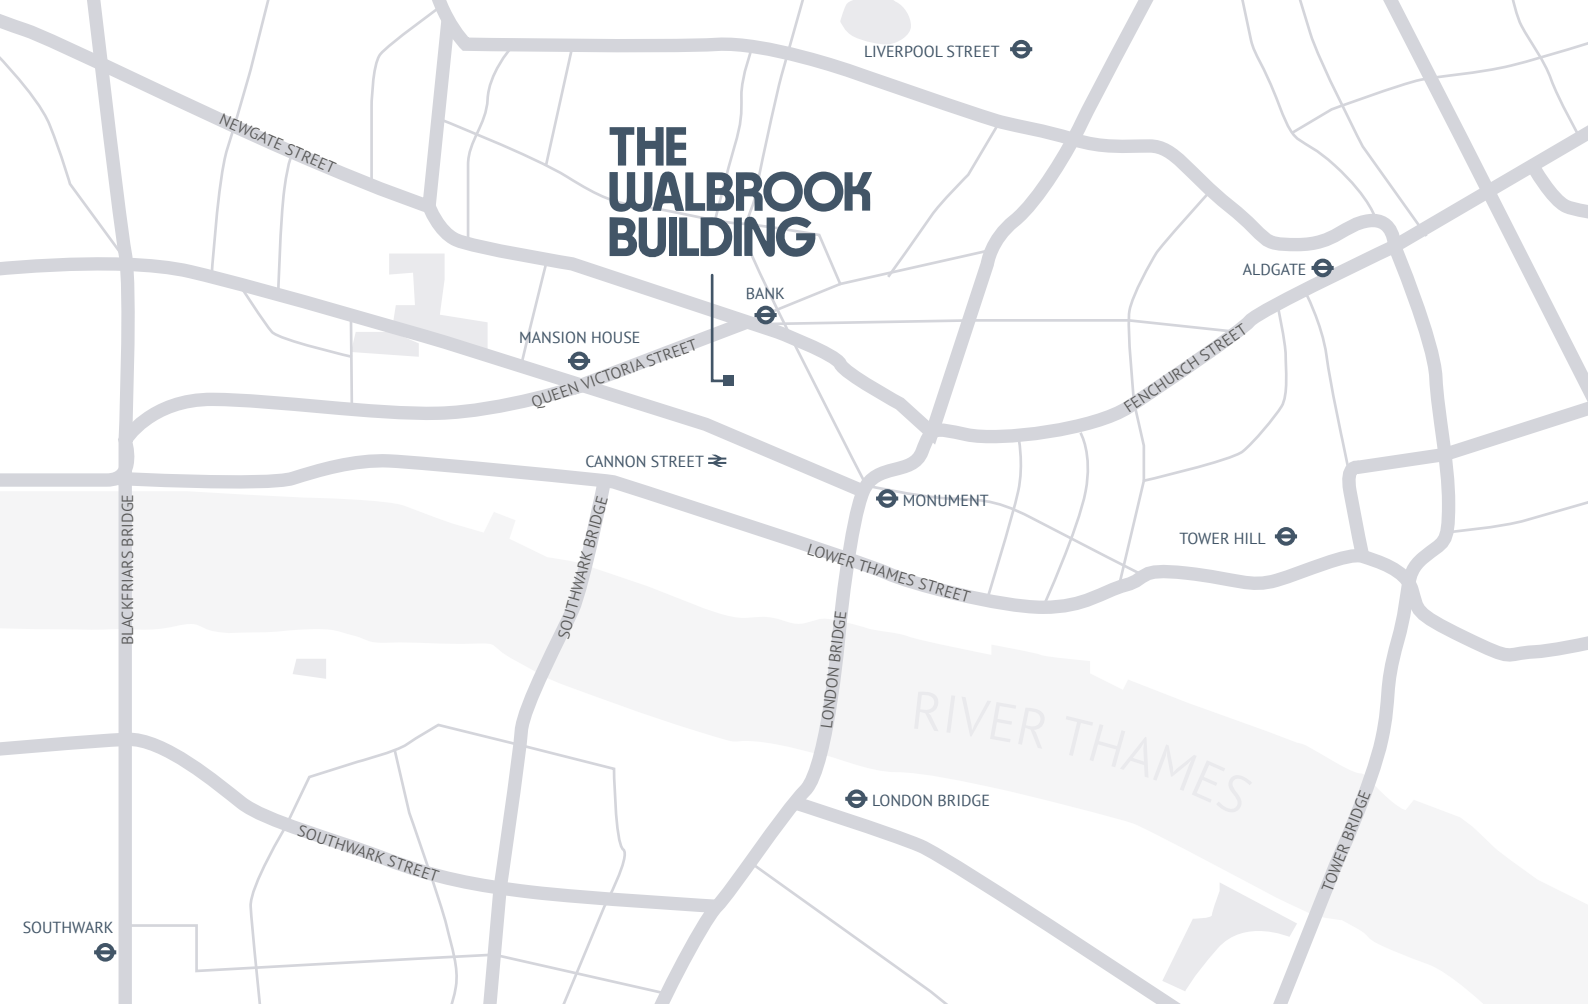 LIVERPOOL STREET
NEWGATE STREET
THE
WALBROOK
BUILDING
ALDGATE
BANK
MANSION HOUSE
QUEEN VICTORIA STREET
FENCHURCH STREET
CANNON STREET
MONUMENT
TOWER HILL
BLACKFRIARS BRIDGE
SOUTHWARK BRIDGE
LOWER THAMES STREET
LONDON BRIDGE
RIVER THAMES
LONDON BRIDGE
TOWER BRIDGE
SOUTHWARK STREET
SOUTHWARK